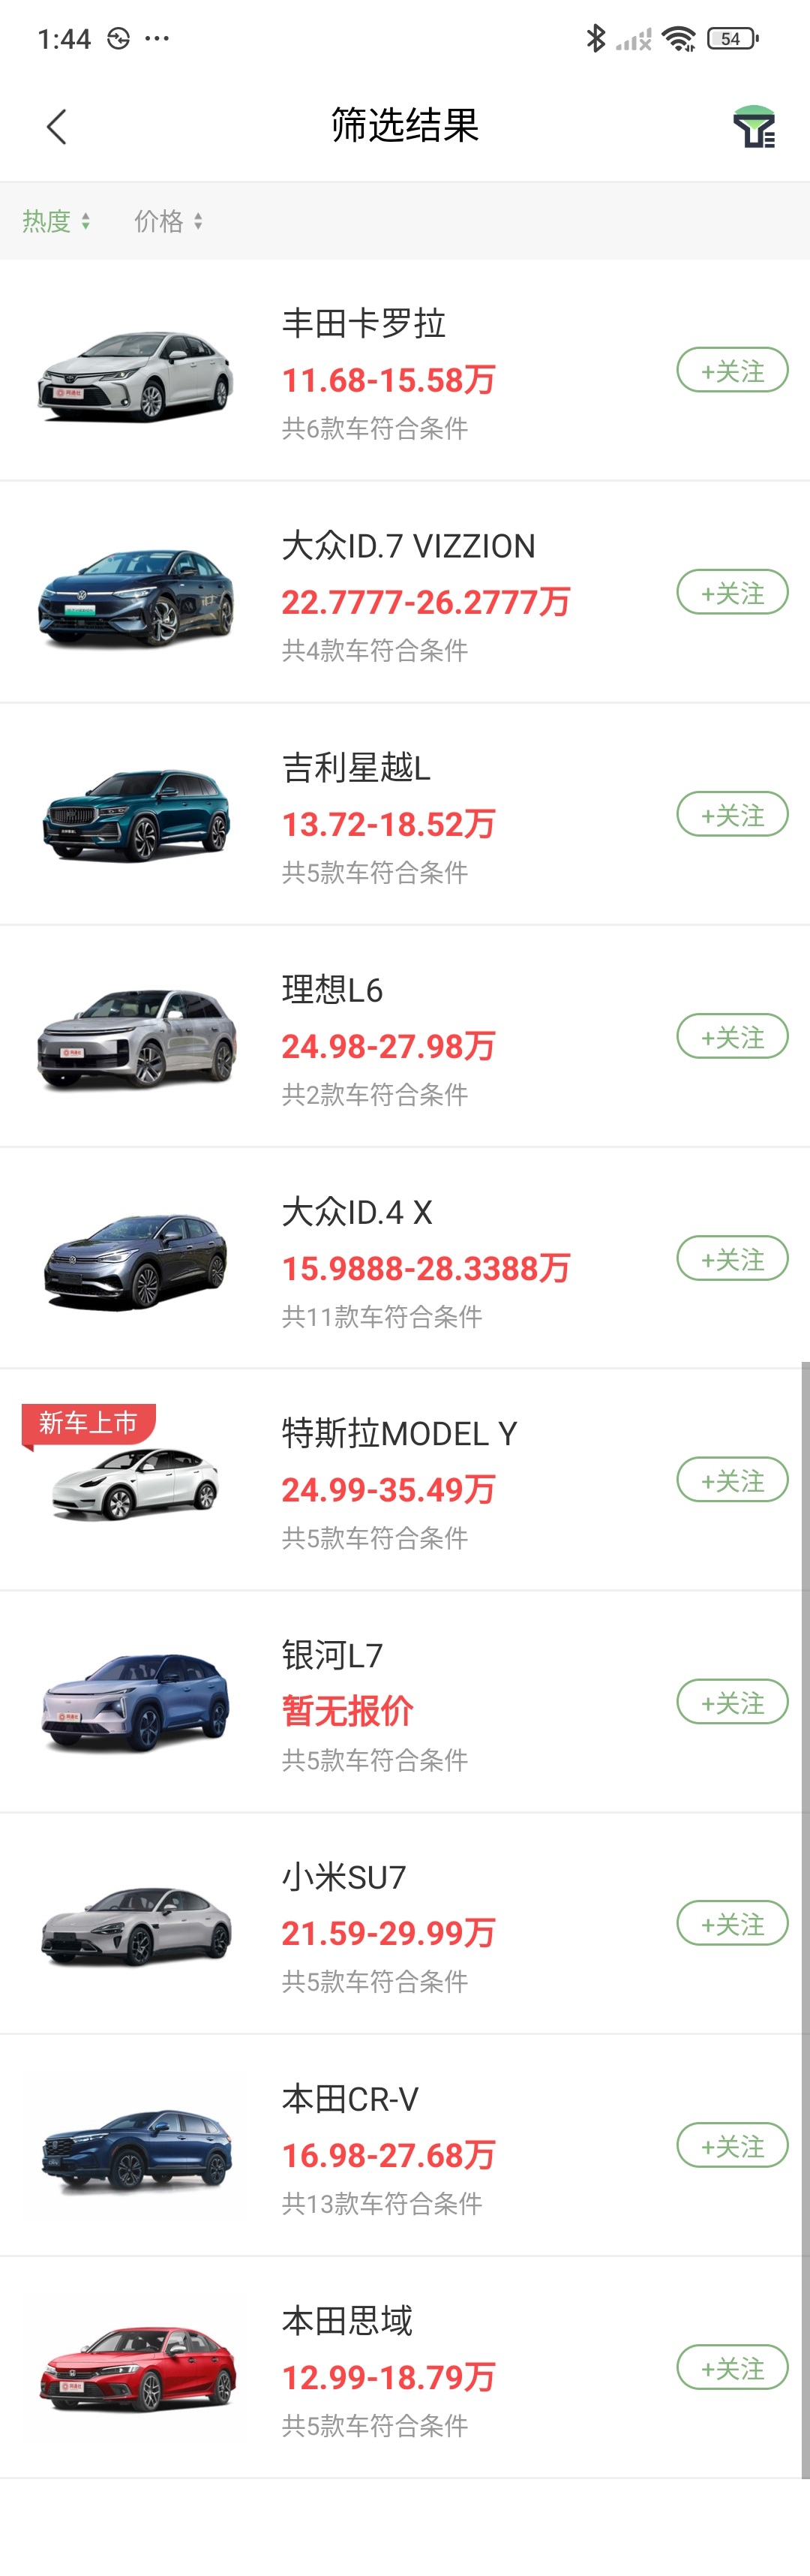 1:44
54
筛选结果
热度
价格
丰田卡罗拉
11.68-15.58万
共6款车符合条件
+关注
大众ID.7 VIZZION
22.7777-26.2777万
共4款车符合条件
+关注
吉利星越L
13.72-18.52万
共5款车符合条件
+关注
理想L6
24.98-27.98万
共2款车符合条件
+关注
大众ID.4 X
15.9888-28.3388万
共11款车符合条件
+关注
新车上市
特斯拉MODEL Y
24.99-35.49万
共5款车符合条件
+关注
银河L7
暂无报价
共5款车符合条件
+关注
小米SU7
21.59-29.99万
共5款车符合条件
+关注
本田CR-V
16.98-27.68万
共13款车符合条件
+关注
本田思域
12.99-18.79万
共5款车符合条件
+关注